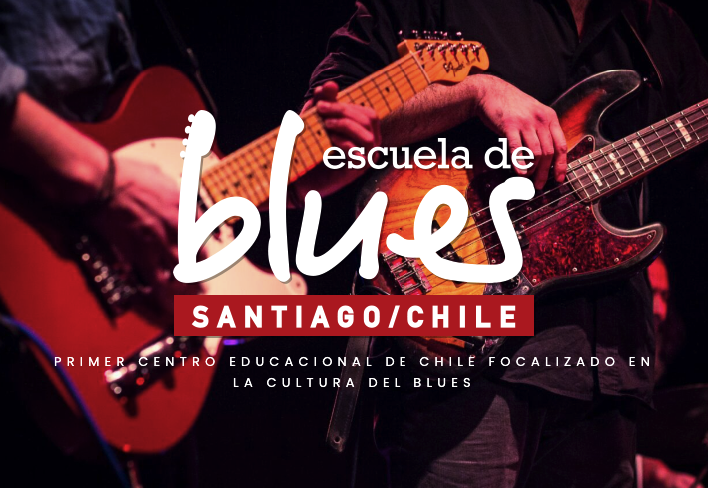 escuela de
blues
SANTIAGO/CHILE
PRIMER CENTRO EDUCACIONAL DE CHILE FOCALIZADO EN
LA CULTURA DEL BLUES